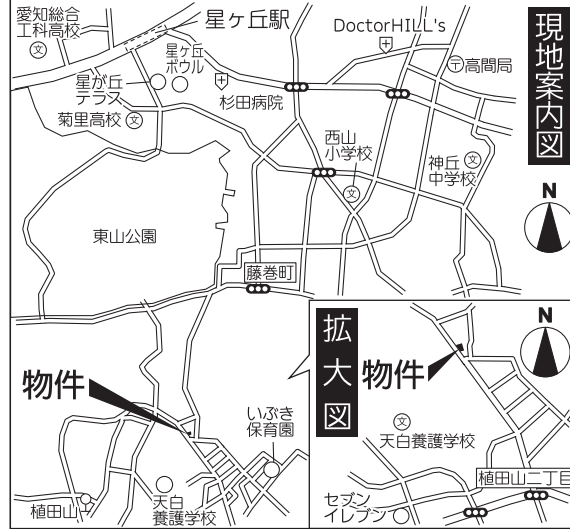 愛知総合
工科高校
文
星ヶ丘駅
DoctorHILL's
現地案内図
星ヶ丘
ボウル
〒高間局
星が丘
テラス
杉田病院
菊里高校
文
西山
小学校
文
神丘
中学校
文
N
東山公園
藤巻町
物件
いぶき
保育園
植田山
天白
養護学校
拡大図
N
物件
文
天白養護学校
植田山二丁目
セブン
イレブン